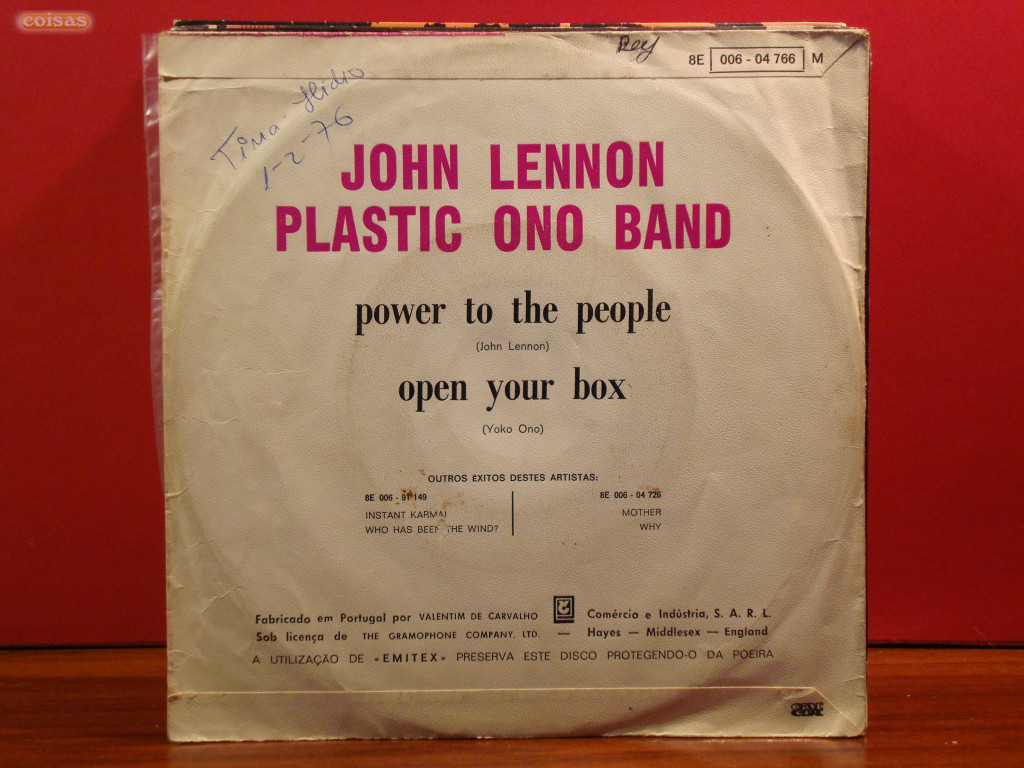 coisas
Rey
8E 006 - 04 766 M
Tina
1-2-76
JOHN LENNON
PLASTIC ONO BAND
power to the people
(John Lennon)
open your box
(Yoko Ono)
OUTROS ÉXITOS DESTES ARTISTAS:
8E 006 - 91 149
INSTANT KARMA!
WHO HAS BEEN THE WIND?
8E 006 - 04 726
MOTHER
WHY
Fabricado em Portugal por VALENTIM DE CARVALHO Comércio e Indústria, S. A. R. L.
Sob licença de THE GRAMOPHONE COMPANY, LTD. — Hayes — Middlesex — England
A UTILIZAÇÃO DE «EMITEX» PRESERVA ESTE DISCO PROTEGENDO-O DA POEIRA